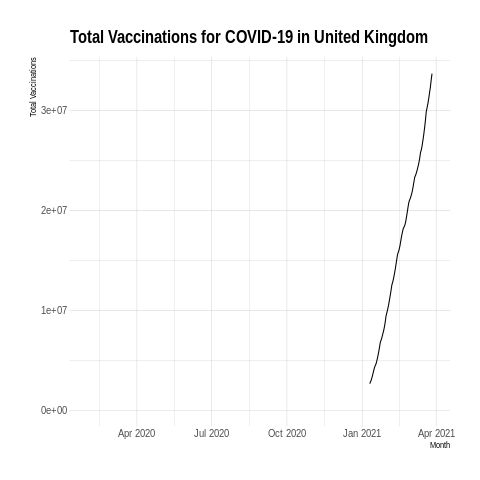 Total Vaccinations for COVID-19 in United Kingdom
Total Vaccinations
3e+07
2e+07
1e+07
0e+00
Apr 2020 Jul 2020 Oct 2020 Jan 2021 Apr 2021
Month